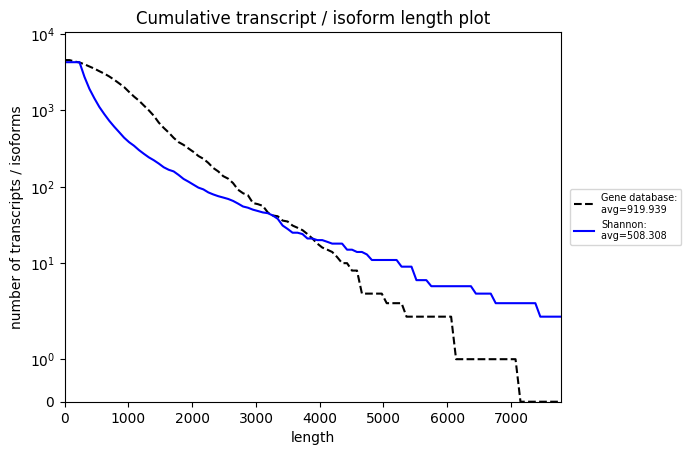 Cumulative transcript / isoform length plot
number of transcripts / isoforms
10^4
10^3
10^2
10^1
10^0
0
0 1000 2000 3000 4000 5000 6000 7000
length
Gene database:
avg=919.939
Shannon:
avg=508.308